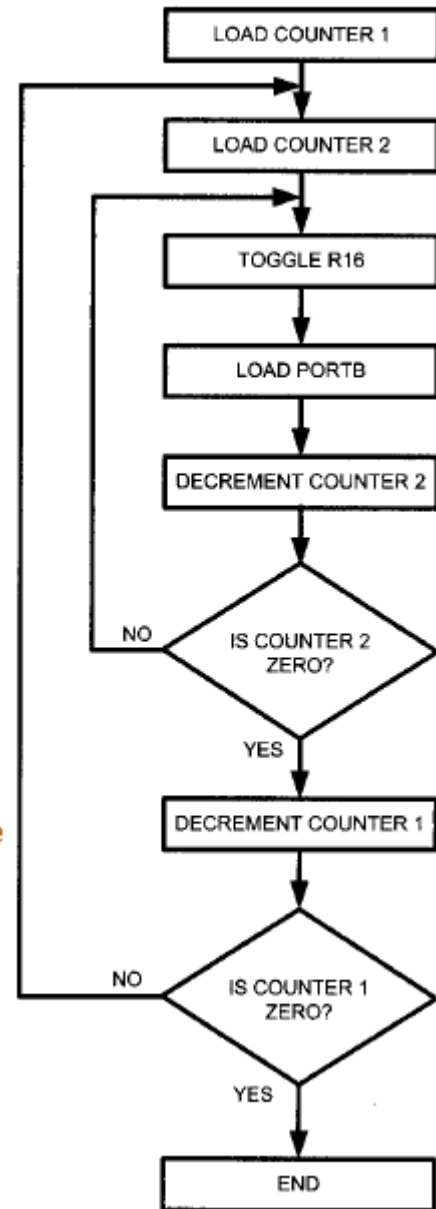 LOAD COUNTER 1
LOAD COUNTER 2
TOGGLE R16
LOAD PORTB
DECREMENT COUNTER 2
IS COUNTER 2
ZERO?
NO
YES
DECREMENT COUNTER 1
e
IS COUNTER 1
ZERO?
NO
YES
END